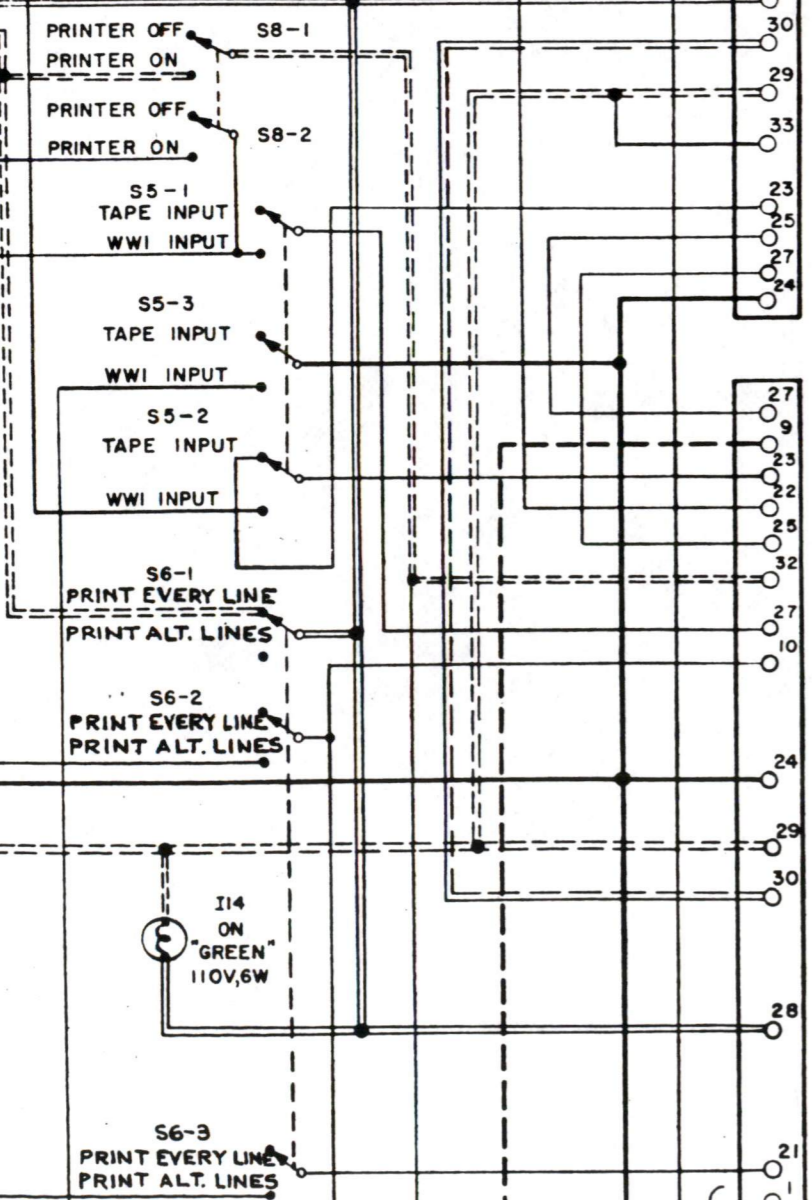 PRINTER OFF
S8-1
PRINTER ON
PRINTER OFF
S8-2
PRINTER ON
S5-1
TAPE INPUT
WWI INPUT
S5-3
TAPE INPUT
WWI INPUT
S5-2
TAPE INPUT
WWI INPUT
S6-1
PRINT EVERY LINE
PRINT ALT. LINES
S6-2
PRINT EVERY LINE
PRINT ALT. LINES
I14
ON
"GREEN"
110V,6W
S6-3
PRINT EVERY LINE
PRINT ALT. LINES
30
29
33
23
25
27
24
27
9
23
22
25
32
27
10
24
29
30
28
21
1